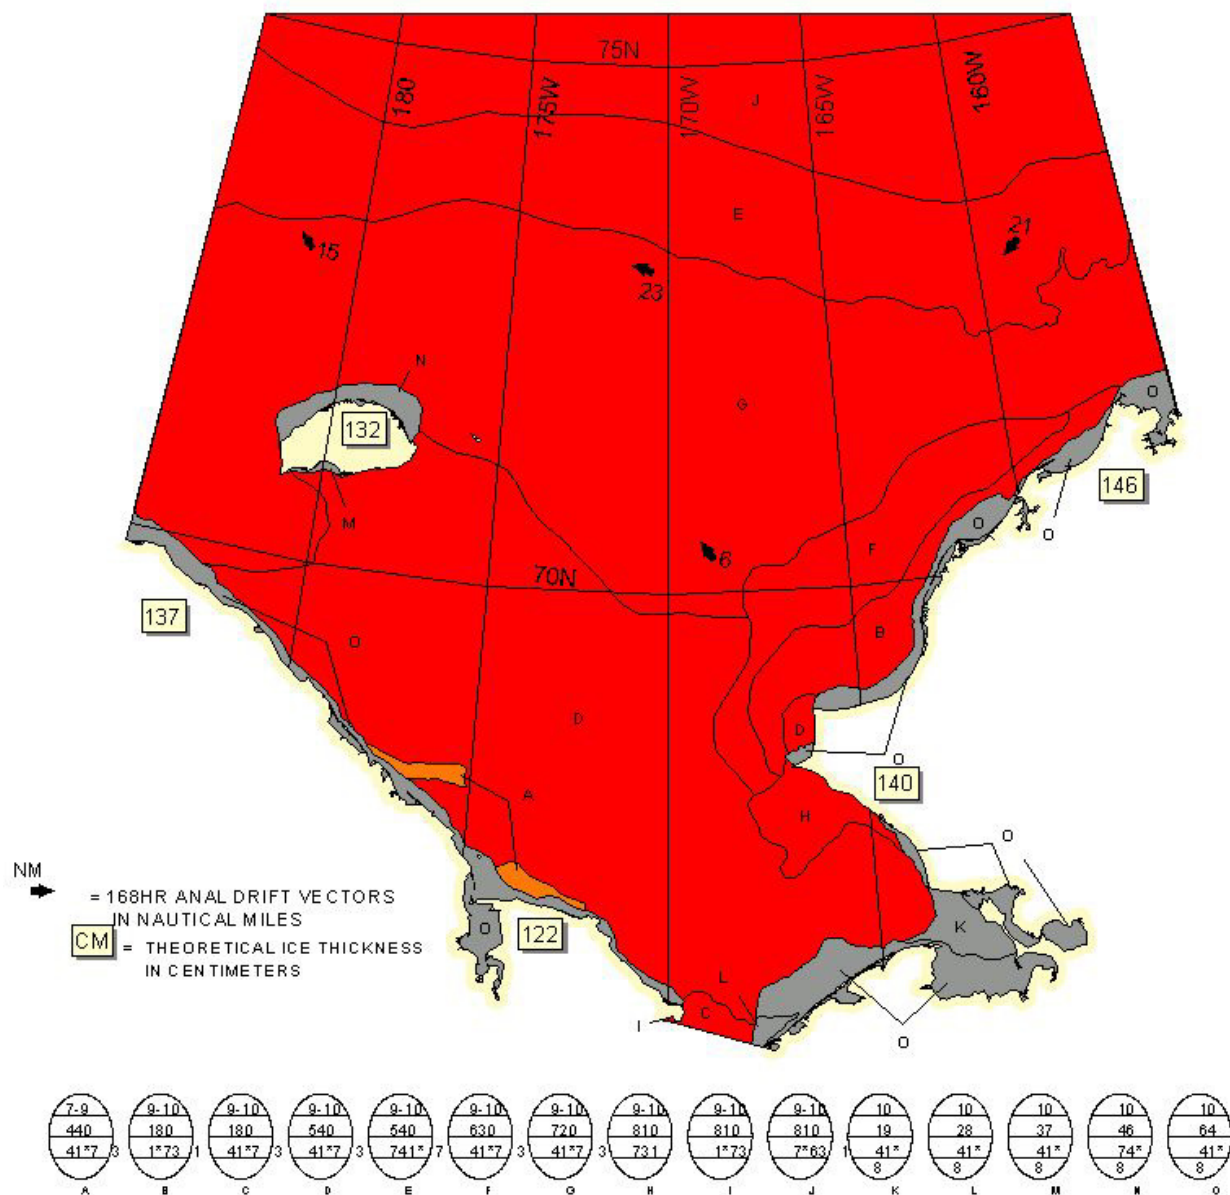 75N
180
175W
170W
165W
160W
J
E
21
15
23
N
G
132
O
146
M
O
O
F
6
70N
137
O
B
D
D
O
140
A
H
O
NM
= 168HR ANAL DRIFT VECTORS
IN NAUTICAL MILES
CM = THEORETICAL ICE THICKNESS
IN CENTIMETERS
O
122
K
L
C
I
O
7-9 9-10 9-10 9-10 9-10 9-10 9-10 9-10 9-10 9-10 10 10 10 10 10
440 180 180 540 540 630 720 810 810 810 19 28 37 46 64
41*7 3 1*73 1 41*7 3 41*7 3 741* 7 41*7 3 41*7 3 731 1*73 7*63 1 41* 41* 41* 74* 41*
8 8 8 8 8
A B C D E F G H I J K L M N O